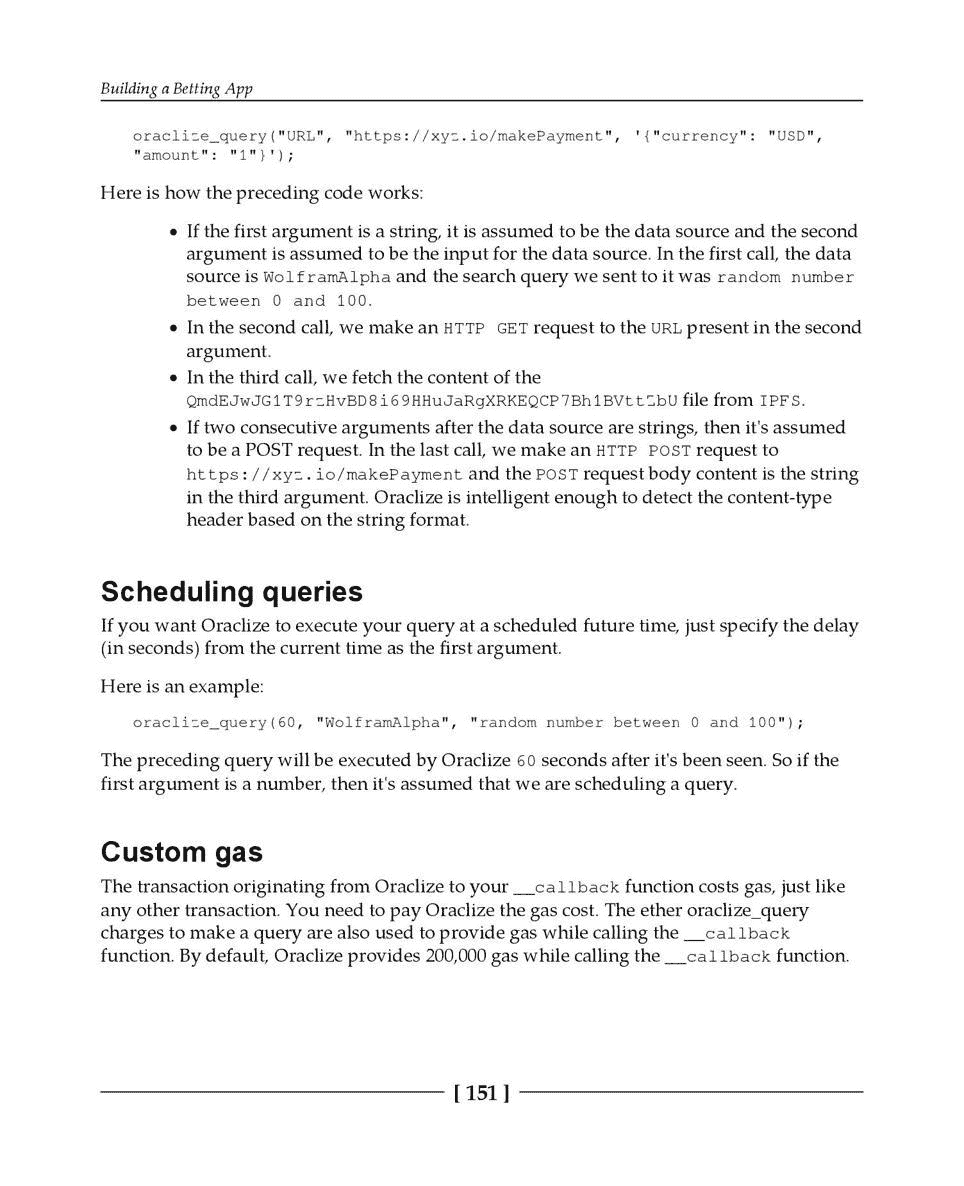 Building a Betting App
oraclize_query("URL", "https://xyz.io/makePayment", '{"currency": "USD",
"amount": "1"}');
Here is how the preceding code works:
• If the first argument is a string, it is assumed to be the data source and the second
argument is assumed to be the input for the data source. In the first call, the data
source is WolframAlpha and the search query we sent to it was random number
between 0 and 100.
• In the second call, we make an HTTP GET request to the URL present in the second
argument.
• In the third call, we fetch the content of the
QmdEJwJG1T9rzHvBD8i69HHuJaRgXRKEQCP7Bh1BVttZbU file from IPFS.
• If two consecutive arguments after the data source are strings, then it's assumed
to be a POST request. In the last call, we make an HTTP POST request to
https://xyz.io/makePayment and the POST request body content is the string
in the third argument. Oraclize is intelligent enough to detect the content-type
header based on the string format.
Scheduling queries
If you want Oraclize to execute your query at a scheduled future time, just specify the delay
(in seconds) from the current time as the first argument.
Here is an example:
oraclize_query(60, "WolframAlpha", "random number between 0 and 100");
The preceding query will be executed by Oraclize 60 seconds after it's been seen. So if the
first argument is a number, then it's assumed that we are scheduling a query.
Custom gas
The transaction originating from Oraclize to your __callback function costs gas, just like
any other transaction. You need to pay Oraclize the gas cost. The ether oraclize_query
charges to make a query are also used to provide gas while calling the __callback
function. By default, Oraclize provides 200,000 gas while calling the __callback function.
[ 151 ]